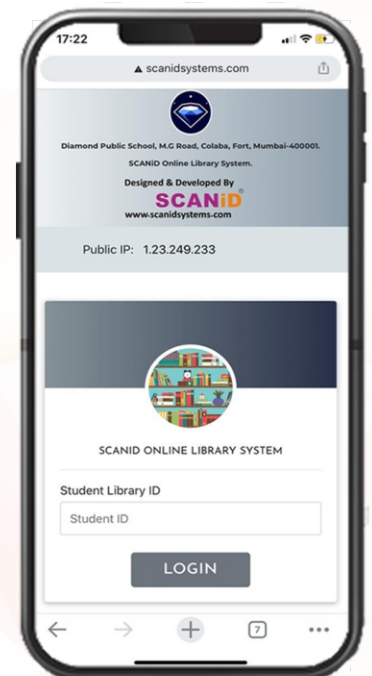 17:22
scanidsystems.com
Diamond Public School, M.G Road, Colaba, Fort, Mumbai-400001.
SCANiD Online Library System.
Designed & Developed By
SCANiD®
www-scanidsystems-com
Public IP: 1.23.249.233
SCANID ONLINE LIBRARY SYSTEM
Student Library ID
Student ID
LOGIN
7